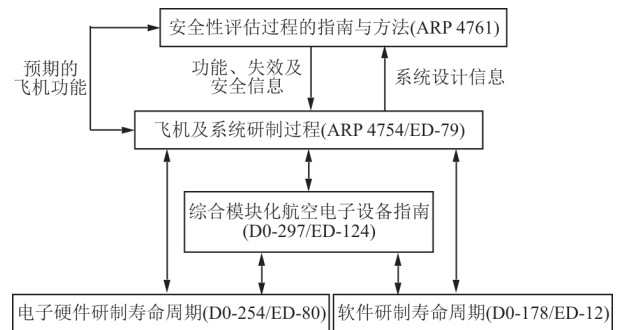 安全性评估过程的指南与方法(ARP 4761)
预期的
飞机功能
功能、失效及
安全信息
系统设计信息
飞机及系统研制过程(ARP 4754/ED-79)
综合模块化航空电子设备指南
(D0-297/ED-124)
电子硬件研制寿命周期(D0-254/ED-80)
软件研制寿命周期(D0-178/ED-12)